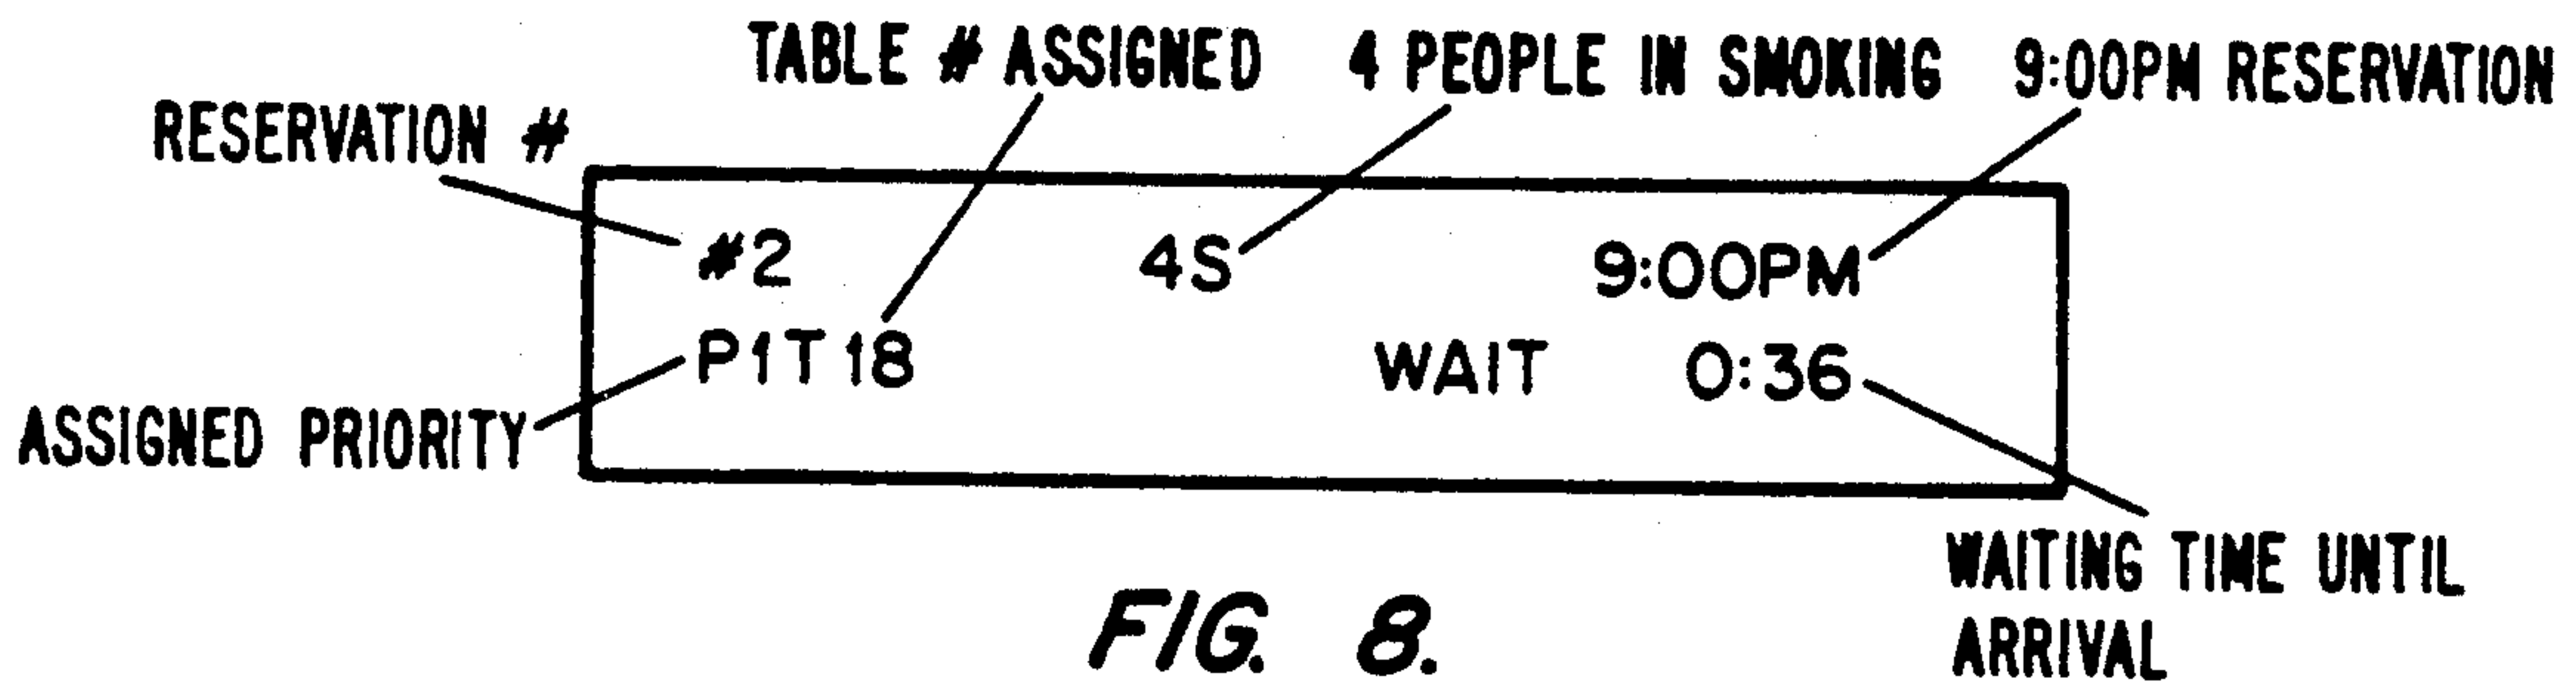 TABLE # ASSIGNED 4 PEOPLE IN SMOKING 9:00PM RESERVATION
RESERVATION #
#2 4S 9:00PM
P1T18 WAIT 0:36
ASSIGNED PRIORITY
WAITING TIME UNTIL
ARRIVAL
FIG. 8.